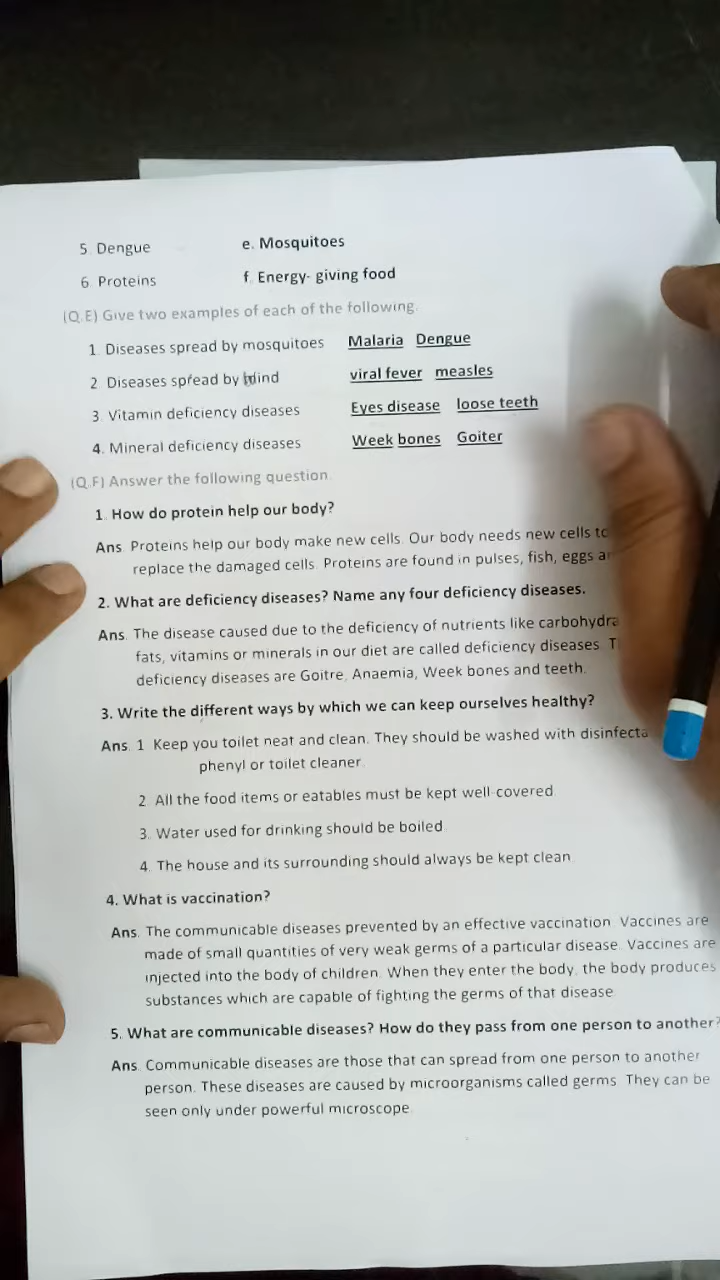 5. Dengue e. Mosquitoes
6. Proteins f. Energy- giving food
(Q.E) Give two examples of each of the following.
1. Diseases spread by mosquitoes Malaria Dengue
2. Diseases spread by Wind viral fever measles
3. Vitamin deficiency diseases Eyes disease loose teeth
4. Mineral deficiency diseases Week bones Goiter
(Q.F) Answer the following question.
1. How do protein help our body?
Ans. Proteins help our body make new cells. Our body needs new cells to
replace the damaged cells. Proteins are found in pulses, fish, eggs
2. What are deficiency diseases? Name any four deficiency diseases.
Ans. The disease caused due to the deficiency of nutrients like
fats, vitamins or minerals in our diet are called deficiency diseases.
deficiency diseases are Goitre, Anaemia, Week bones and teeth.
3. Write the different ways by which we can keep ourselves healthy?
Ans. 1 Keep you toilet neat and clean. They should be washed with
phenyl or toilet cleaner.
2. All the food items or eatables must be kept well-covered.
3. Water used for drinking should be boiled.
4. The house and its surrounding should always be kept clean.
4. What is vaccination?
Ans. The communicable diseases prevented by an effective vaccination. Vaccines are
made of small quantities of very weak germs of a particular disease. Vaccines are
injected into the body of children. When they enter the body, the body produces
substances which are capable of fighting the germs of that disease.
5. What are communicable diseases? How do they pass from one person to another?
Ans. Communicable diseases are those that can spread from one person to another
person. These diseases are caused by microorganisms called germs. They can be
seen only under powerful microscope.